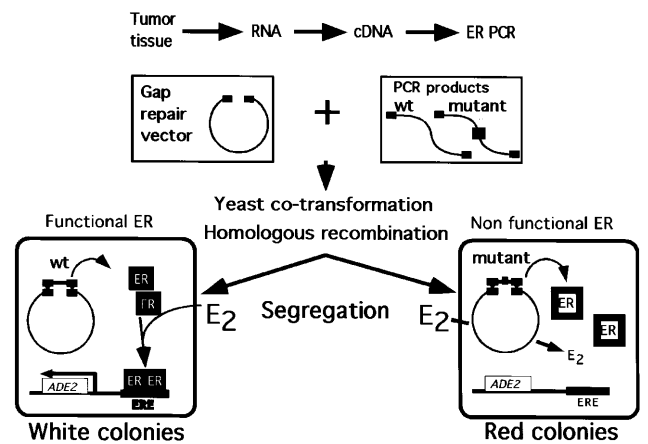 Tumor
tissue
RNA
cDNA
ER PCR
Gap
repair
vector
+
PCR products
wt mutant
Yeast co-transformation
Homologous recombination
Functional ER
Non functional ER
wt
ER
ER
E2
Segregation
ER ER
ADE2
ERE
White colonies
mutant
E2
ER
ER
E2
ADE2
ERE
Red colonies